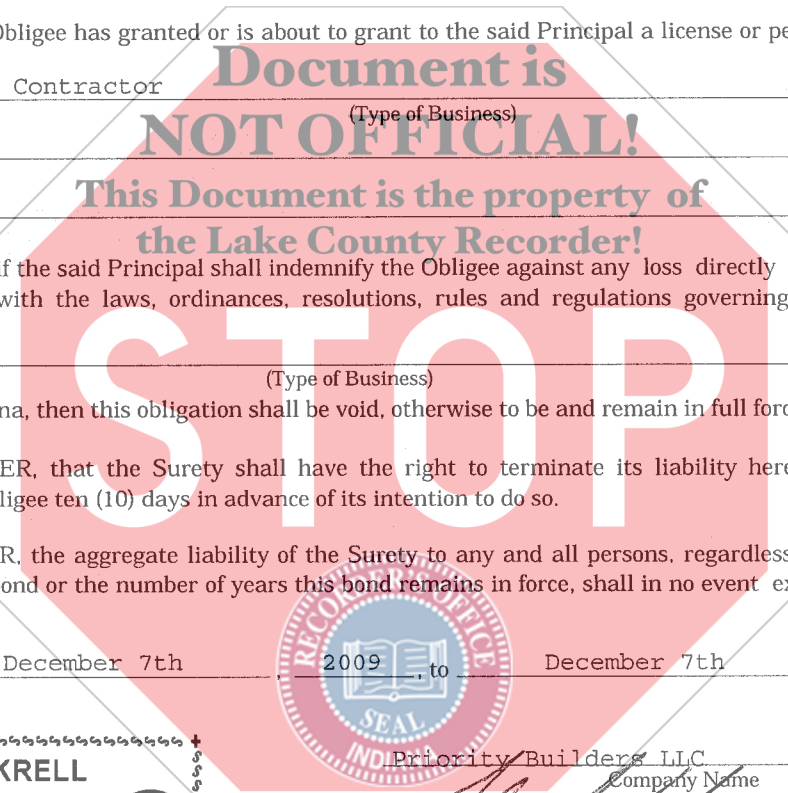 Obligee has granted or is about to grant to the said Principal a license or pe
Document is
Contractor
(Type of Business)
NOT OFFICIAL!
This Document is the property of
the Lake County Recorder!
if the said Principal shall indemnify the Obligee against any loss directly
with the laws, ordinances, resolutions, rules and regulations governing
STOP
(Type of Business)
na, then this obligation shall be void, otherwise to be and remain in full forc
ER, that the Surety shall have the right to terminate its liability here
ligee ten (10) days in advance of its intention to do so.
R, the aggregate liability of the Surety to any and all persons, regardless
ond or the number of years this bond remains in force, shall in no event ex
RECORDER'S OFFICE
December 7th , 2009 , to December 7th
SEAL
INDIANA
Priority Builders LLC
KRELL
Company Name